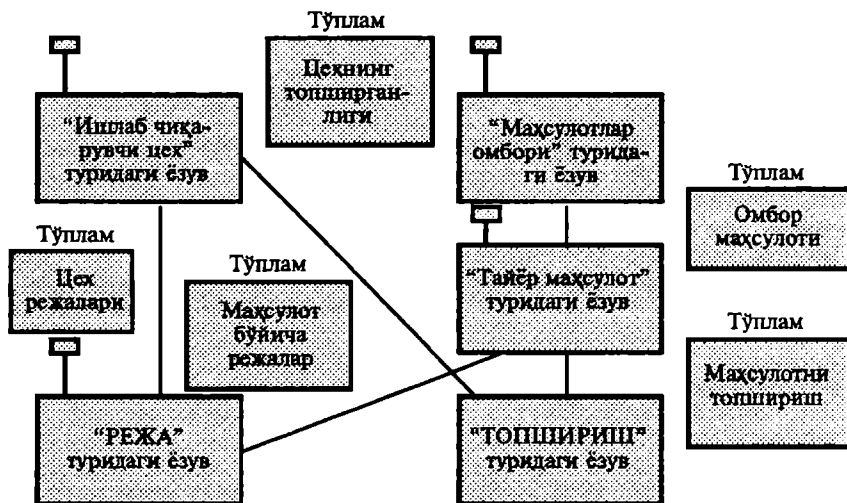 Тўплам
Цехнинг
топширган-
лиги
“Ишлаб чиқа-
рувчи цех”
туридаги ёзув
“Маҳсулотлар
омбори” турида-
ги ёзув
Тўплам
Омбор
маҳсулоти
Тўплам
Цех
режалари
Тўплам
Маҳсулот
бўйича
режалар
“Тайёр маҳсулот”
туридаги ёзув
Тўплам
Маҳсулотни
топшириш
“РЕЖА”
туридаги ёзув
“ТОПШИРИШ”
туридаги ёзув